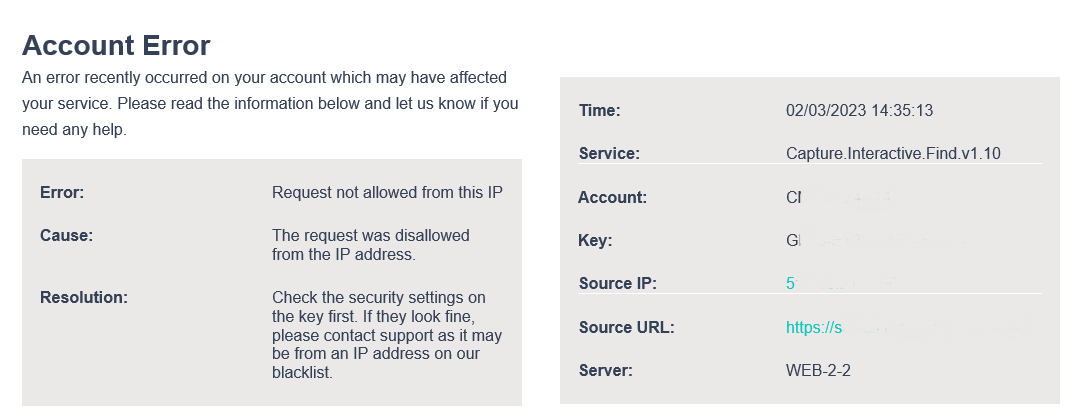 Account Error
An error recently occurred on your account which may have affected
your service. Please read the information below and let us know if you
need any help.
Error: Request not allowed from this IP
Cause: The request was disallowed
from the IP address.
Resolution: Check the security settings on
the key first. If they look fine,
please contact support as it may
be from an IP address on our
blacklist.
Time: 02/03/2023 14:35:13
Service: Capture.Interactive.Find.v1.10
Account:
Key:
Source IP: 5
Source URL: https://s
Server: WEB-2-2